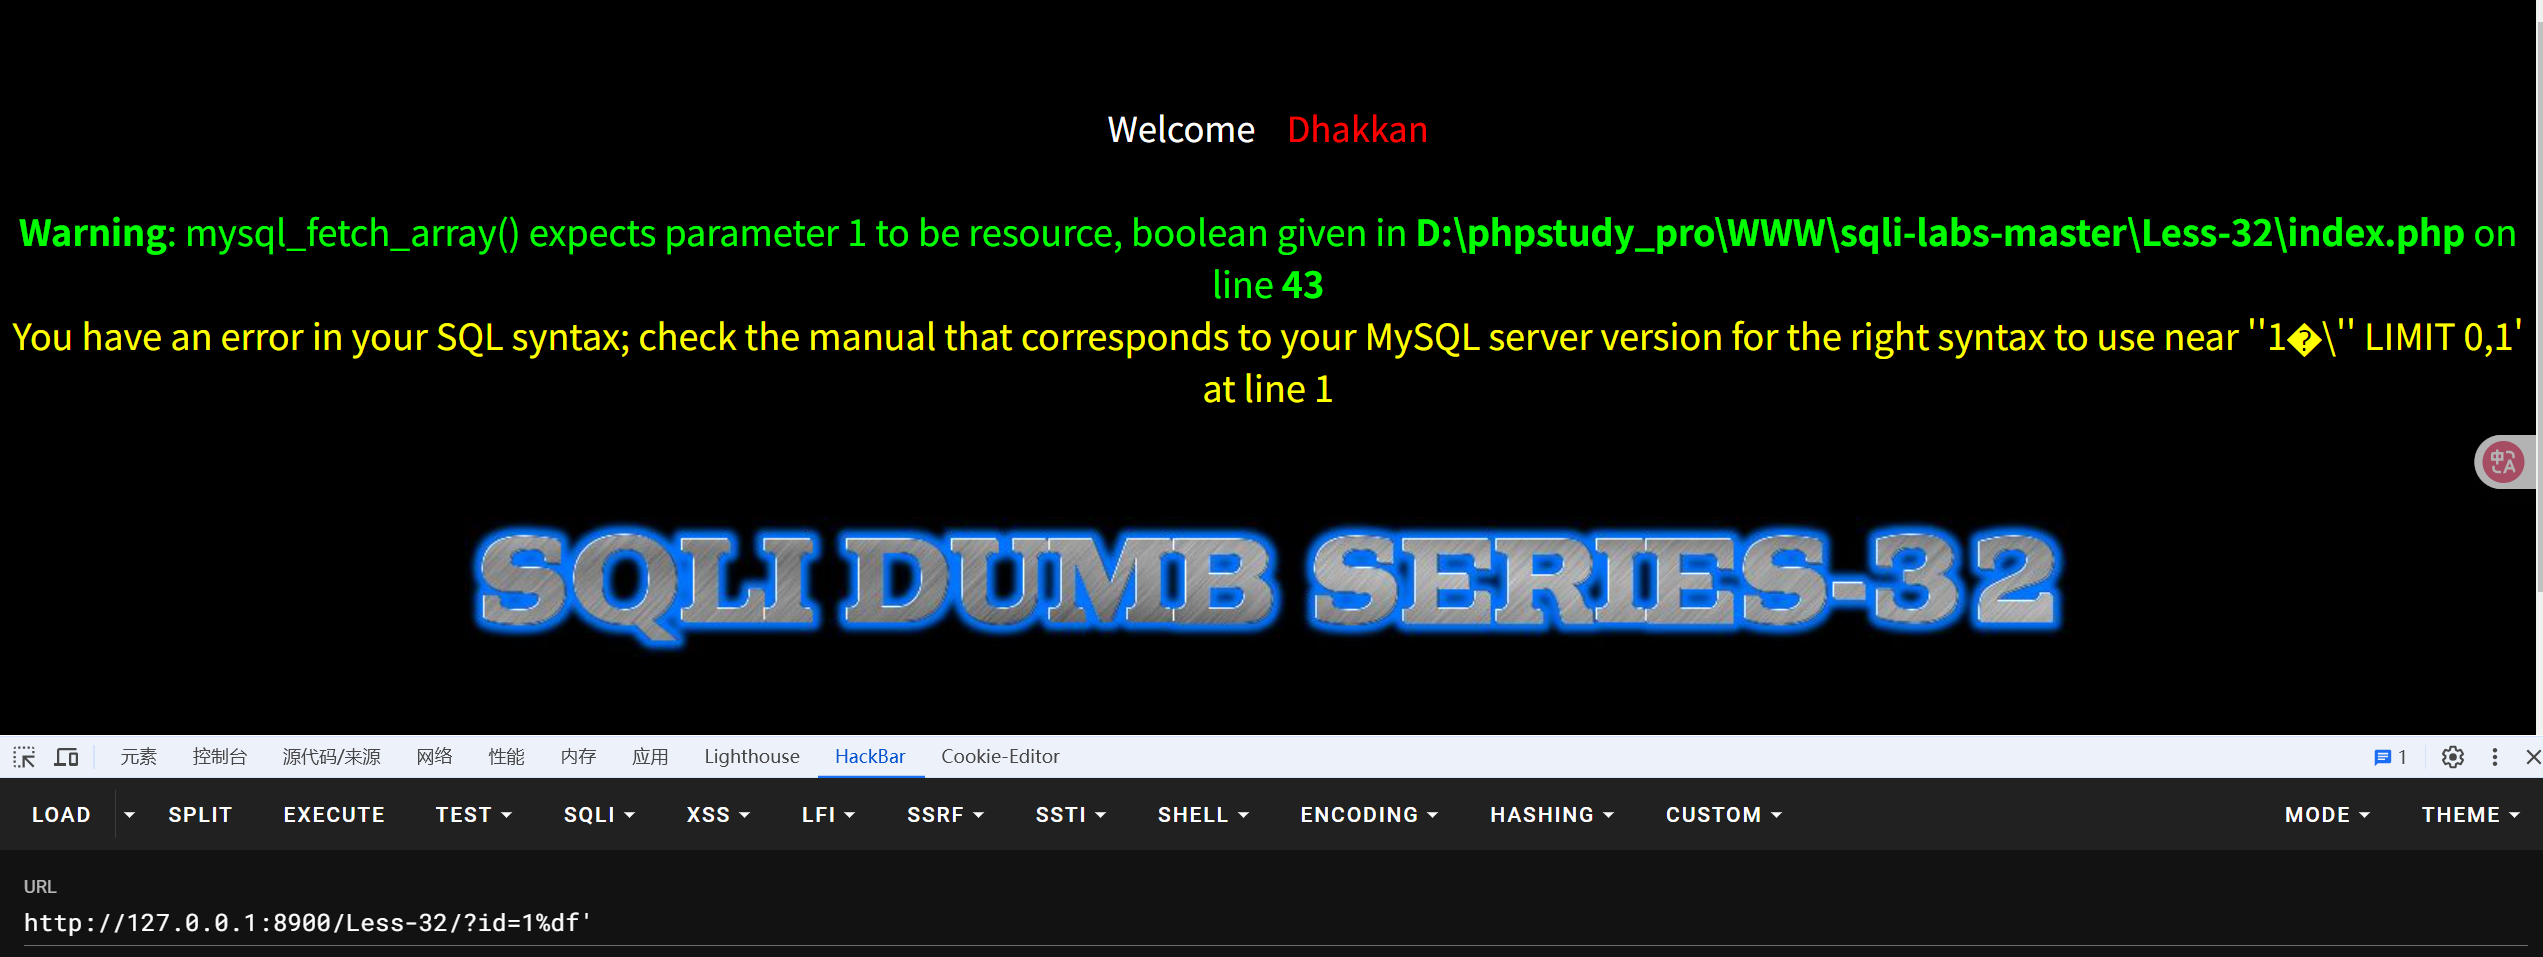 Welcome Dhakkan
Warning: mysql_fetch_array() expects parameter 1 to be resource, boolean given in D:\phpstudy_pro\WWW\sqli-labs-master\Less-32\index.php on
line 43
You have an error in your SQL syntax; check the manual that corresponds to your MySQL server version for the right syntax to use near ''1�\'' LIMIT 0,1'
at line 1
中A
SQLI DUMB SERIES-32
元素 控制台 源代码/来源 网络 性能 内存 应用 Lighthouse HackBar Cookie-Editor 1
LOAD SPLIT EXECUTE TEST SQLI XSS LFI SSRF SSTI SHELL ENCODING HASHING CUSTOM MODE THEME
URL
http://127.0.0.1:8900/Less-32/?id=1%df'